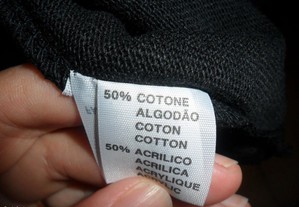 50% COTONE
ALGODÃO
COTON
COTTON
50% ACRILICO
ACRILICA
ACRYLIQUE